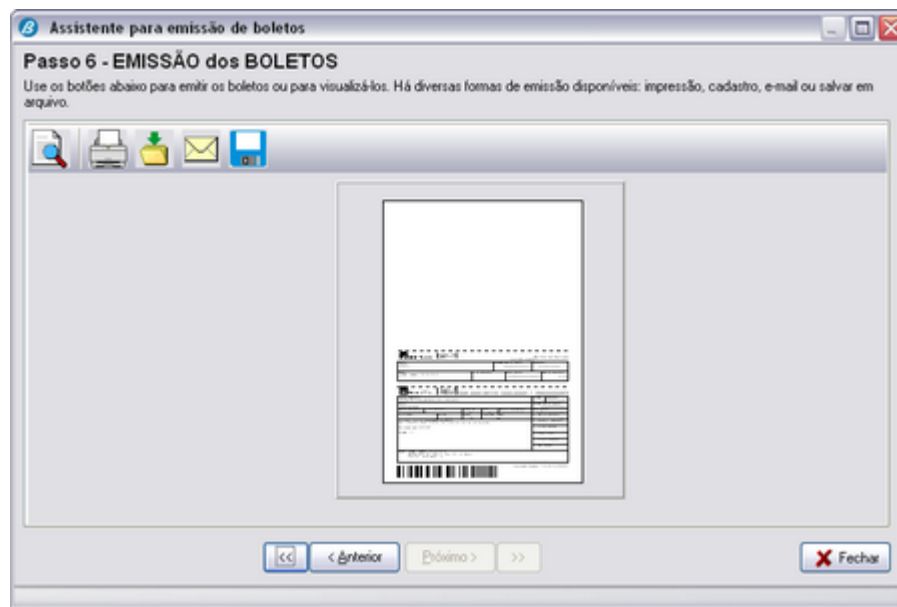 Assistente para emissão de boletos
Passo 6 - EMISSÃO dos BOLETOS
Use os botões abaixo para emitir os boletos ou para visualizá-los. Há diversas formas de emissão disponíveis: impressão, cadastro, e-mail ou salvar em
arquivo.
<< < Anterior Próximo > >> Fechar